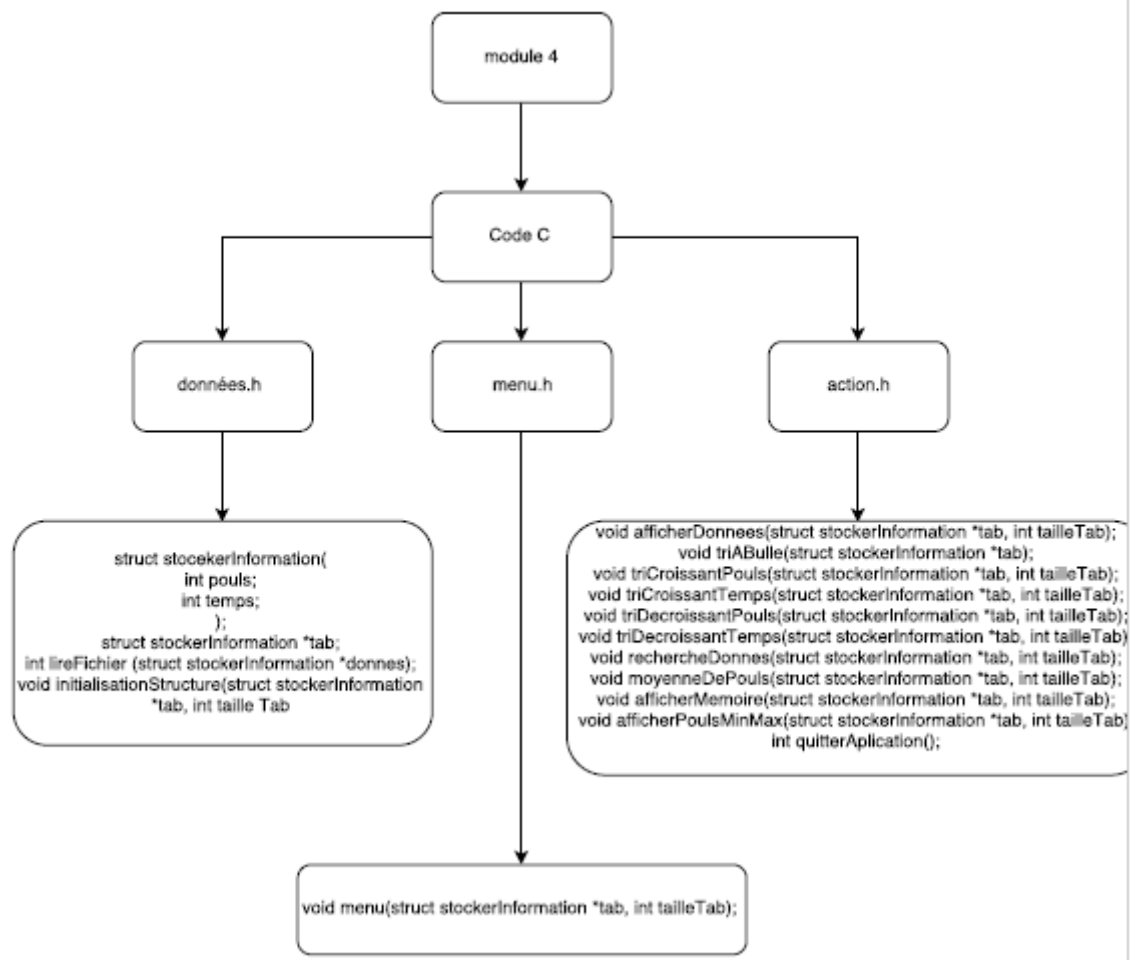 module 4
Code C
données.h
menu.h
action.h
struct stocekerInformation(
int pouls;
int temps;
);
struct stockerInformation *tab;
int lireFichier (struct stockerInformation *donnes);
void initialisationStructure(struct stockerInformation
*tab, int taille Tab
void afficherDonnees(struct stockerInformation *tab, int tailleTab);
void triABulle(struct stockerInformation *tab);
void triCroissantPouls(struct stockerInformation *tab, int tailleTab);
void triCroissantTemps(struct stockerInformation *tab, int tailleTab);
void triDecroissantPouls(struct stockerInformation *tab, int tailleTab);
void triDecroissantTemps(struct stockerInformation *tab, int tailleTab)
void rechercheDonnes(struct stockerInformation *tab, int tailleTab);
void moyenneDePouls(struct stockerInformation *tab, int tailleTab);
void afficherMemoire(struct stockerInformation *tab, int tailleTab);
void afficherPoulsMinMax(struct stockerInformation *tab, int tailleTab)
int quitterAplication();
void menu(struct stockerInformation *tab, int tailleTab);